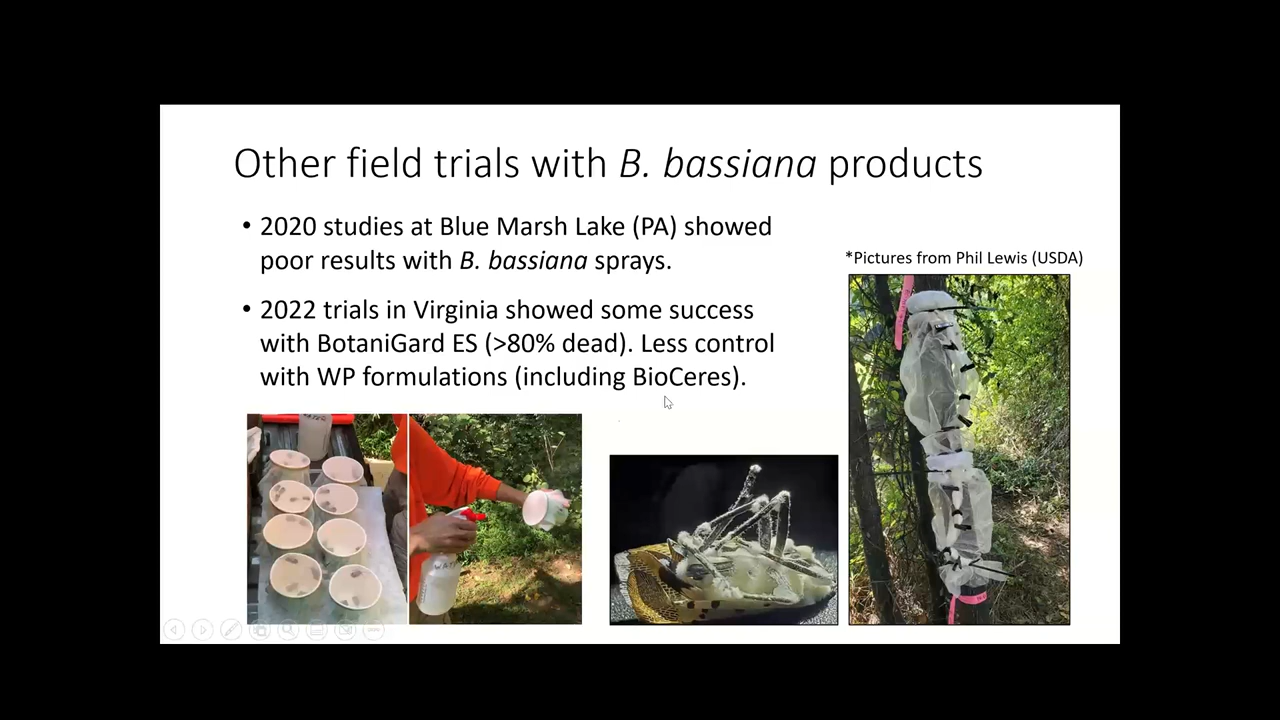 Other field trials with B. bassiana products
• 2020 studies at Blue Marsh Lake (PA) showed
poor results with B. bassiana sprays.
*Pictures from Phil Lewis (USDA)
• 2022 trials in Virginia showed some success
with BotaniGard ES (>80% dead). Less control
with WP formulations (including BioCeres).